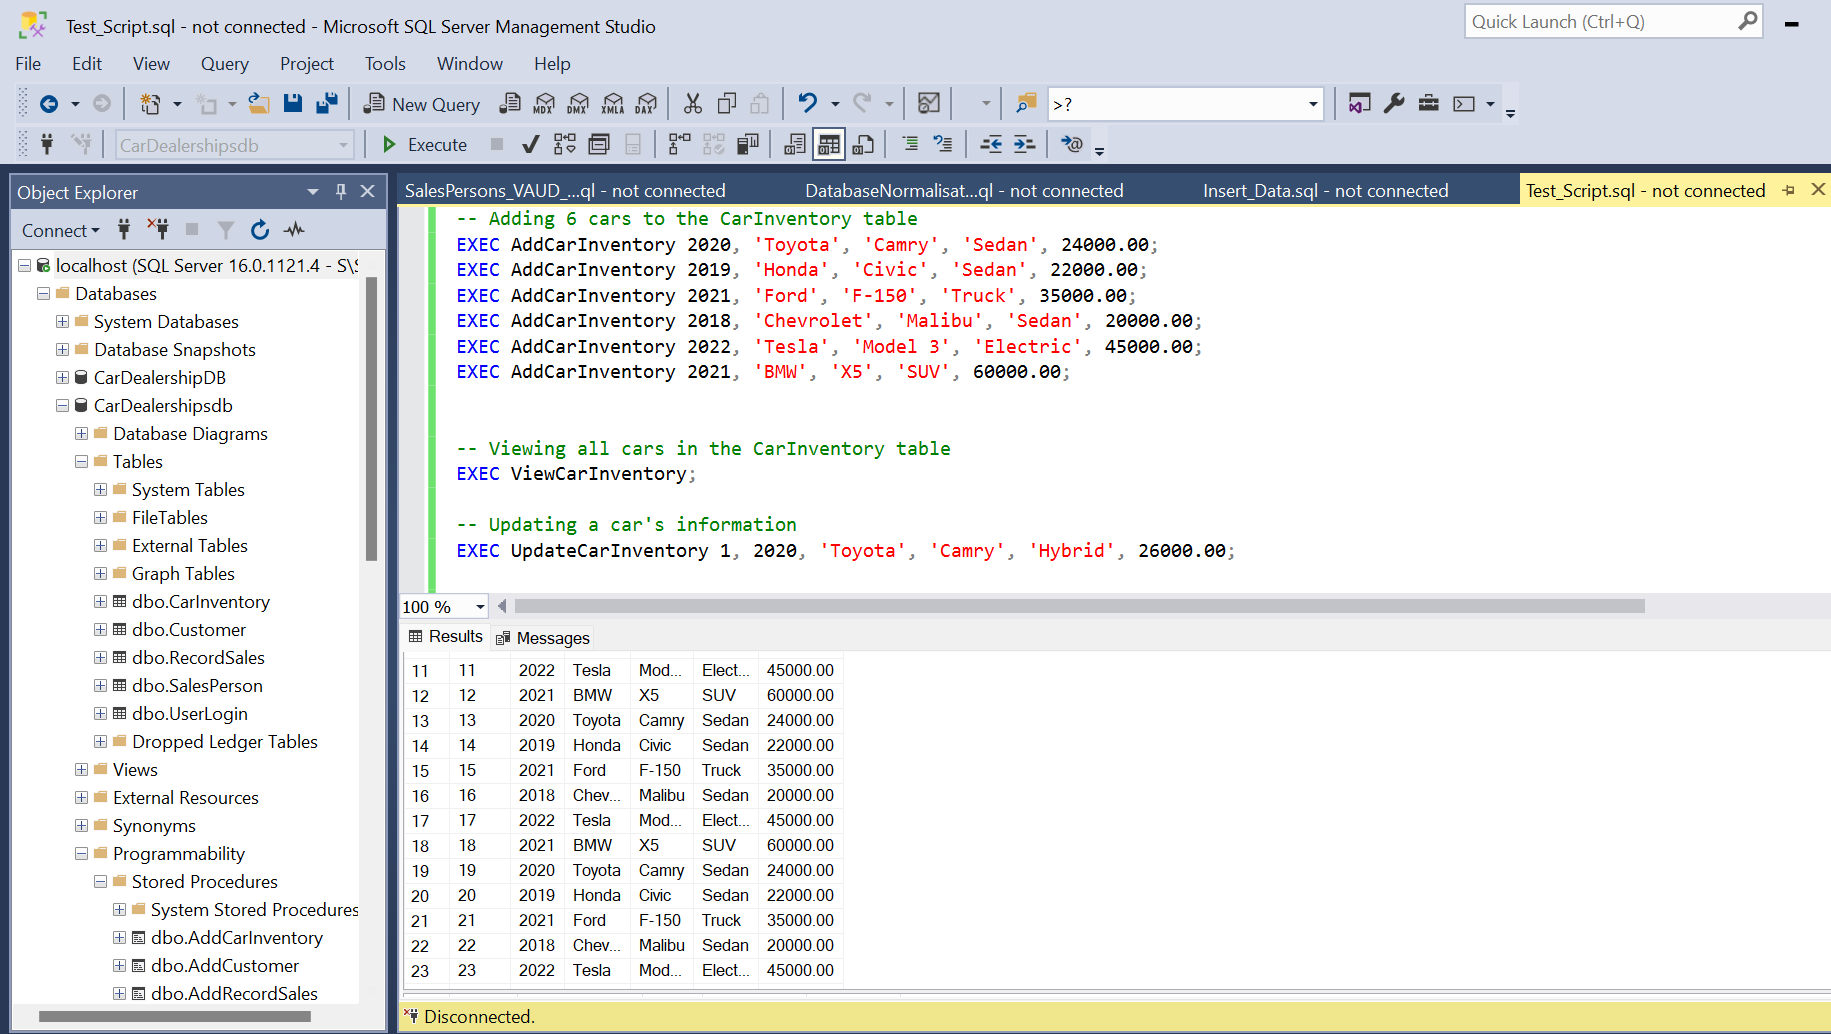 Test_Script.sql - not connected - Microsoft SQL Server Management Studio
Quick Launch (Ctrl+Q)
File Edit View Query Project Tools Window Help
New Query MDX DMX XMLA DAX >?
CarDealershipsdb Execute
Object Explorer
Connect
localhost (SQL Server 16.0.1121.4 - S\S
Databases
System Databases
Database Snapshots
CarDealershipDB
CarDealershipsdb
Database Diagrams
Tables
System Tables
FileTables
External Tables
Graph Tables
dbo.CarInventory
dbo.Customer
dbo.RecordSales
dbo.SalesPerson
dbo.UserLogin
Dropped Ledger Tables
Views
External Resources
Synonyms
Programmability
Stored Procedures
System Stored Procedures
dbo.AddCarInventory
dbo.AddCustomer
dbo.AddRecordSales
SalesPersons_VAUD_...ql - not connected DatabaseNormalisat...ql - not connected Insert_Data.sql - not connected Test_Script.sql - not connected
-- Adding 6 cars to the CarInventory table
EXEC AddCarInventory 2020, 'Toyota', 'Camry', 'Sedan', 24000.00;
EXEC AddCarInventory 2019, 'Honda', 'Civic', 'Sedan', 22000.00;
EXEC AddCarInventory 2021, 'Ford', 'F-150', 'Truck', 35000.00;
EXEC AddCarInventory 2018, 'Chevrolet', 'Malibu', 'Sedan', 20000.00;
EXEC AddCarInventory 2022, 'Tesla', 'Model 3', 'Electric', 45000.00;
EXEC AddCarInventory 2021, 'BMW', 'X5', 'SUV', 60000.00;
-- Viewing all cars in the CarInventory table
EXEC ViewCarInventory;
-- Updating a car's information
EXEC UpdateCarInventory 1, 2020, 'Toyota', 'Camry', 'Hybrid', 26000.00;
100 %
Results Messages
11 11 2022 Tesla Mod... Elect... 45000.00
12 12 2021 BMW X5 SUV 60000.00
13 13 2020 Toyota Camry Sedan 24000.00
14 14 2019 Honda Civic Sedan 22000.00
15 15 2021 Ford F-150 Truck 35000.00
16 16 2018 Chev... Malibu Sedan 20000.00
17 17 2022 Tesla Mod... Elect... 45000.00
18 18 2021 BMW X5 SUV 60000.00
19 19 2020 Toyota Camry Sedan 24000.00
20 20 2019 Honda Civic Sedan 22000.00
21 21 2021 Ford F-150 Truck 35000.00
22 22 2018 Chev... Malibu Sedan 20000.00
23 23 2022 Tesla Mod... Elect... 45000.00
Disconnected.